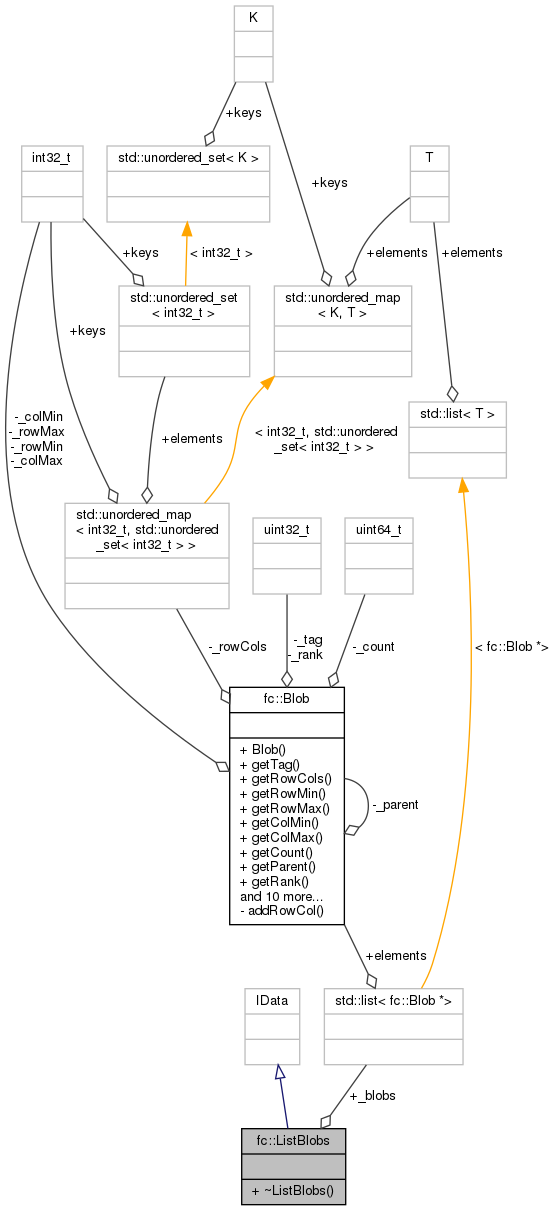 K
+keys
int32_t
std::unordered_set< K >
T
+keys
+keys
< int32_t >
+elements
+elements
std::unordered_set
< int32_t >
std::unordered_map
< K, T >
+keys
-_colMin
-_rowMax
-_rowMin
-_colMax
+elements
< int32_t, std::unordered
_set< int32_t > >
std::list< T >
std::unordered_map
< int32_t, std::unordered
_set< int32_t > >
uint32_t
uint64_t
-_rowCols
-_tag
-_rank
-_count
< fc::Blob *>
fc::Blob
+ Blob()
+ getTag()
+ getRowCols()
+ getRowMin()
+ getRowMax()
+ getColMin()
+ getColMax()
+ getCount()
+ getParent()
+ getRank()
and 10 more...
- addRowCol()
-_parent
+elements
IData
std::list< fc::Blob *>
+_blobs
fc::ListBlobs
+ ~ListBlobs()